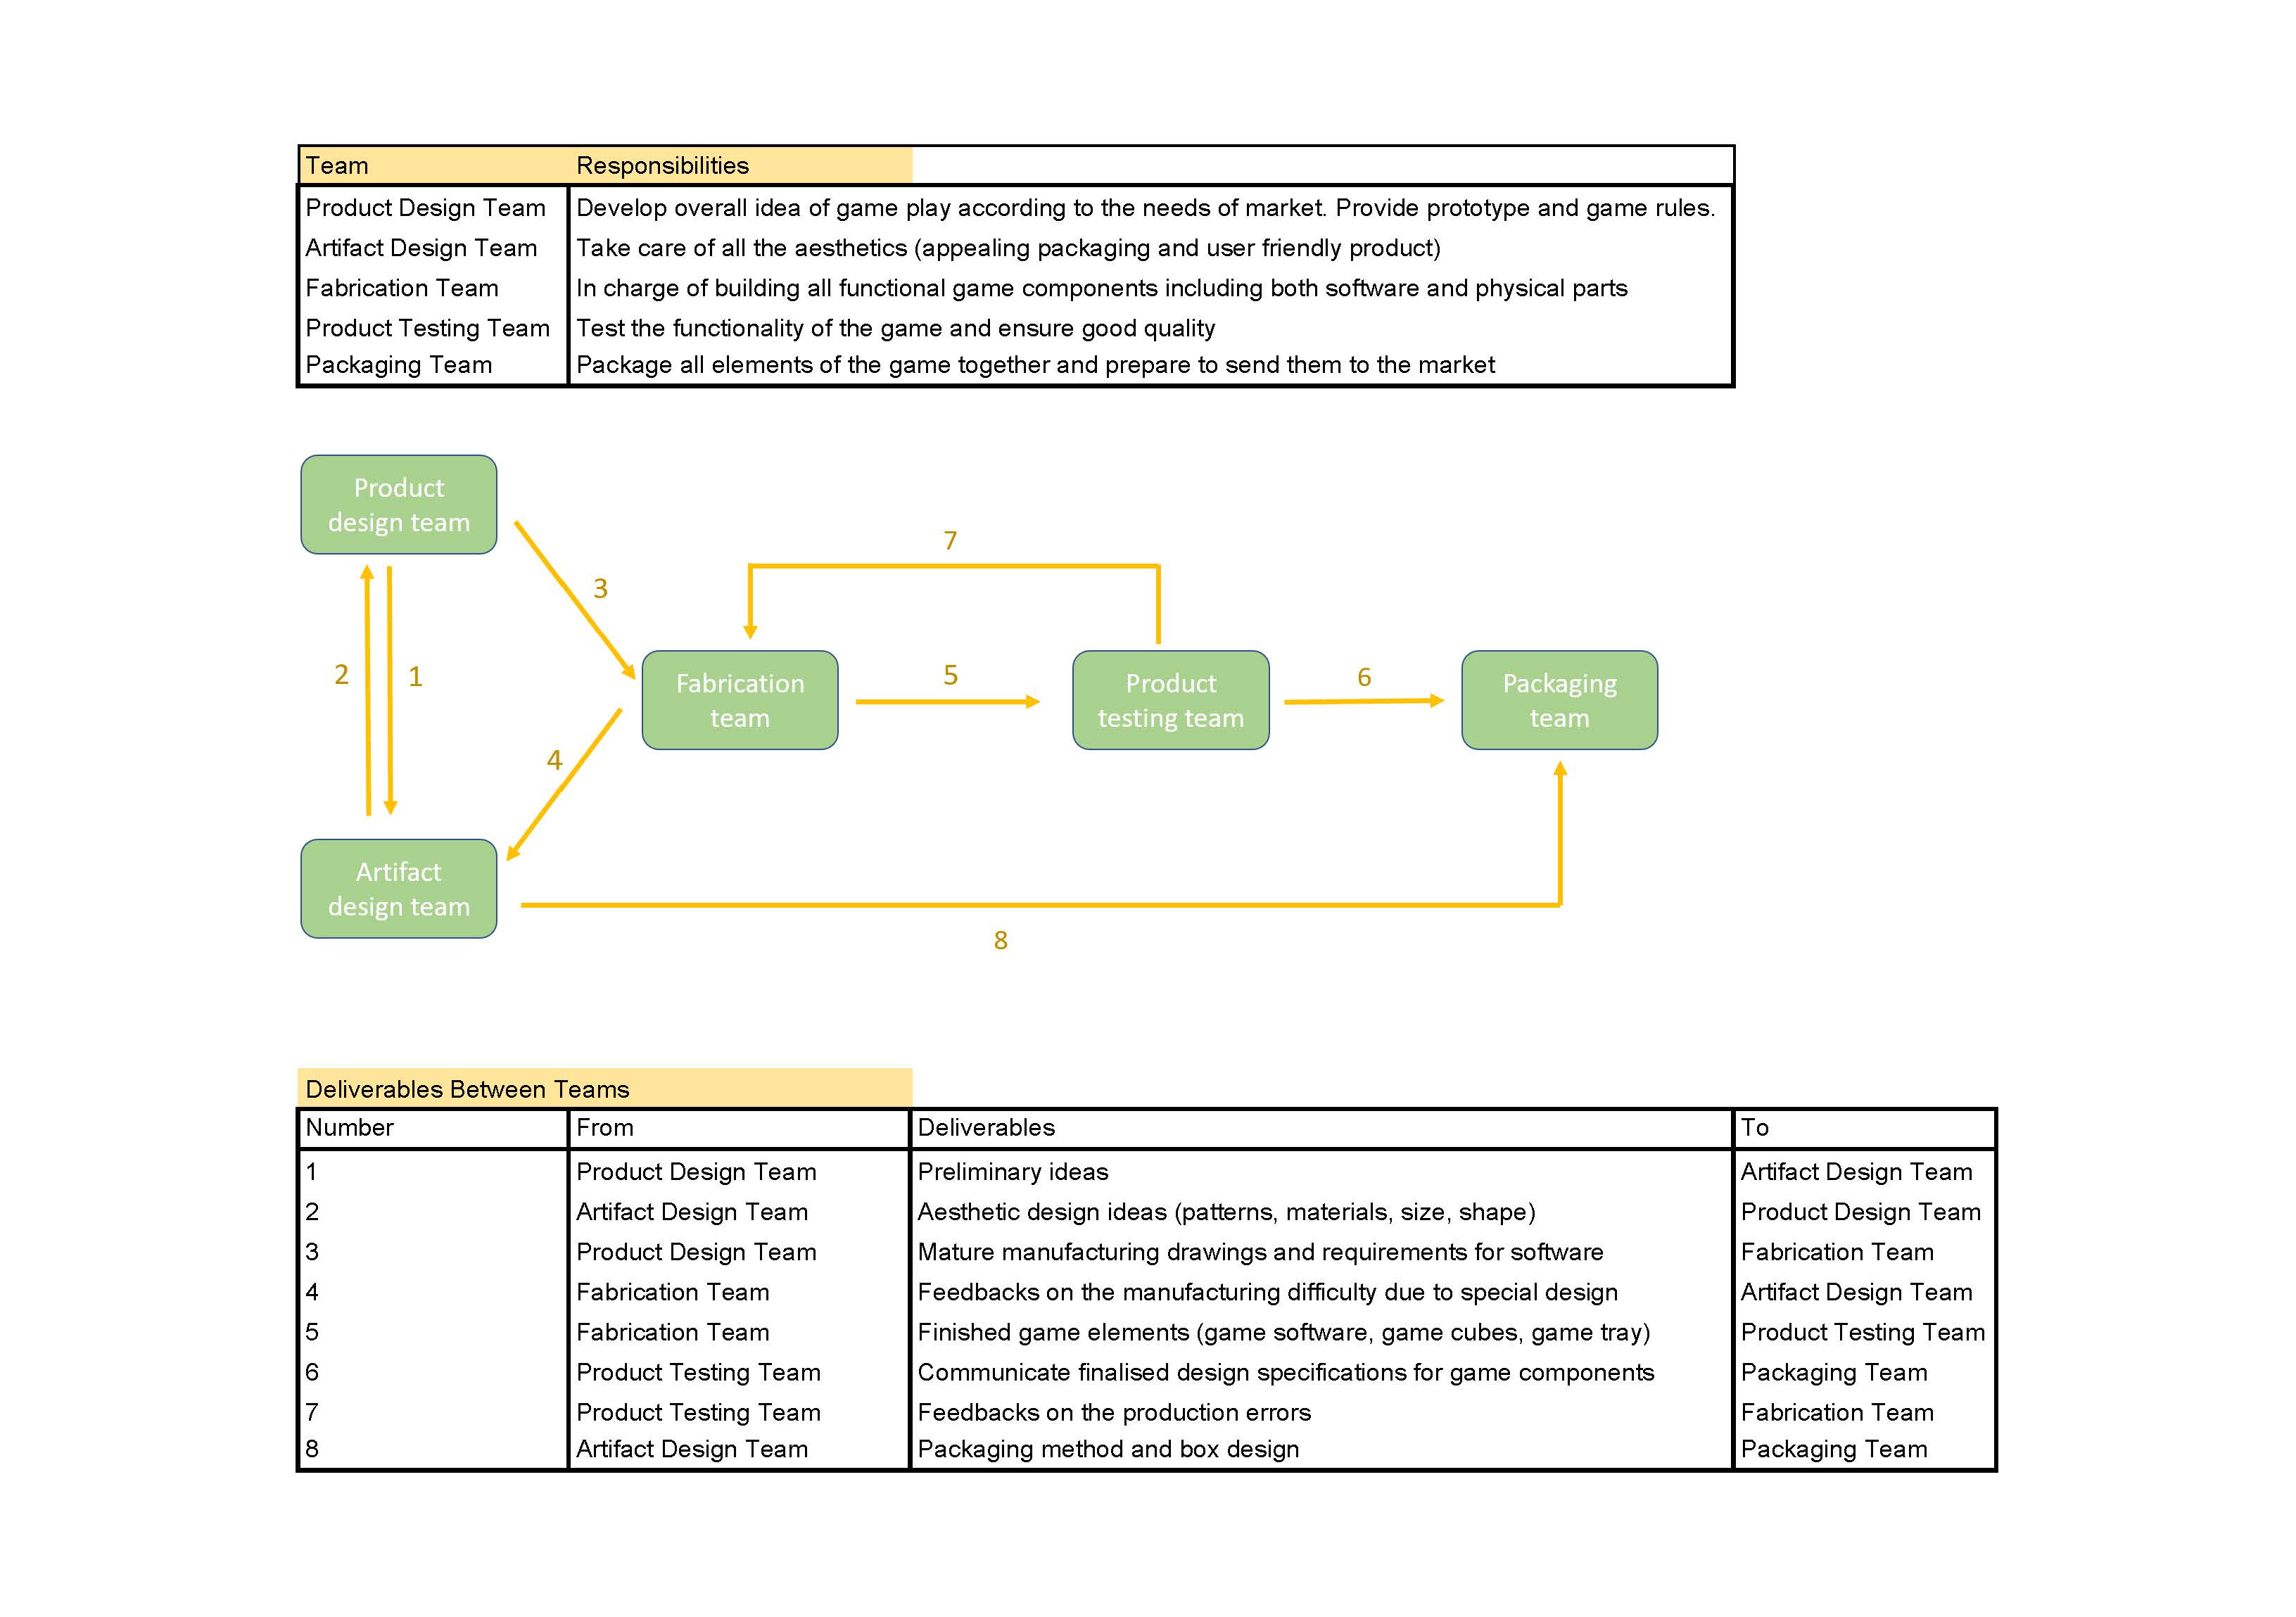 Team Responsibilities
Product Design Team Develop overall idea of game play according to the needs of market. Provide prototype and game rules.
Artifact Design Team Take care of all the aesthetics (appealing packaging and user friendly product)
Fabrication Team In charge of building all functional game components including both software and physical parts
Product Testing Team Test the functionality of the game and ensure good quality
Packaging Team Package all elements of the game together and prepare to send them to the market
Product
design team
7
3
2
1
Fabrication
team
5
Product
testing team
6
Packaging
team
4
Artifact
design team
8
Deliverables Between Teams
Number From Deliverables To
1 Product Design Team Preliminary ideas Artifact Design Team
2 Artifact Design Team Aesthetic design ideas (patterns, materials, size, shape) Product Design Team
3 Product Design Team Mature manufacturing drawings and requirements for software Fabrication Team
4 Fabrication Team Feedbacks on the manufacturing difficulty due to special design Artifact Design Team
5 Fabrication Team Finished game elements (game software, game cubes, game tray) Product Testing Team
6 Product Testing Team Communicate finalised design specifications for game components Packaging Team
7 Product Testing Team Feedbacks on the production errors Fabrication Team
8 Artifact Design Team Packaging method and box design Packaging Team